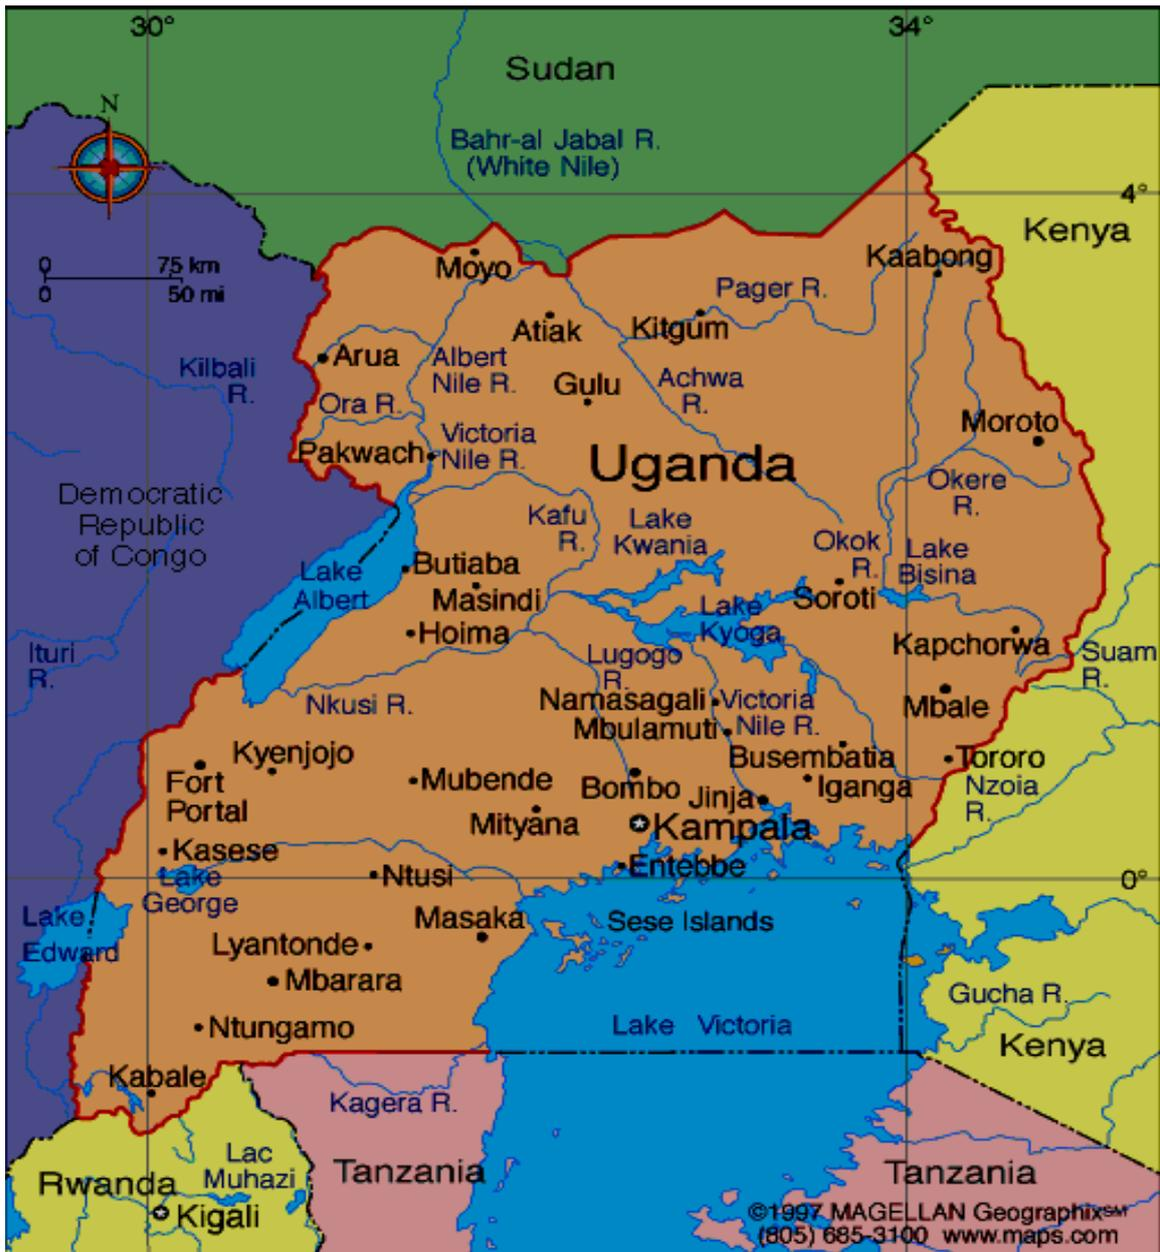 30°
34°
Sudan
N
Bahr-al Jabal R.
(White Nile)
4°
Kenya
Kaabong
0
75 km
0
50 mi
Moyo
Pager R.
Atiak
Kitgum
Arua
Albert
Nile R.
Kilbali
R.
Gulu
Achwa
R.
Ora R.
Moroto
Pakwach
Victoria
Nile R.
Uganda
Okere
R.
Democratic
Republic
of Congo
Kafu
R.
Lake
Kwania
Okok
R.
Lake
Bisina
Lake
Albert
Butiaba
Masindi
Soroti
Lake
Kyoga
Hoima
Kapchorwa
Suam
R.
Ituri
R.
Lugogo
R.
Nkusi R.
Namasagali
Victoria
Nile R.
Mbulamuti
Mbale
Kyenjojo
Busembatia
Tororo
Fort
Portal
Mubende
Bombo
Iganga
Nzoia
R.
Jinja
Mityana
Kampala
Kasese
Entebbe
Ntusi
0°
Lake
George
Lake
Edward
Masaka
Sese Islands
Lyantonde
Mbarara
Gucha R.
Ntungamo
Lake Victoria
Kenya
Kabale
Kagera R.
Lac
Muhazi
Rwanda
Tanzania
Tanzania
Kigali
©1997 MAGELLAN Geographix℠
(805) 685-3100 www.maps.com